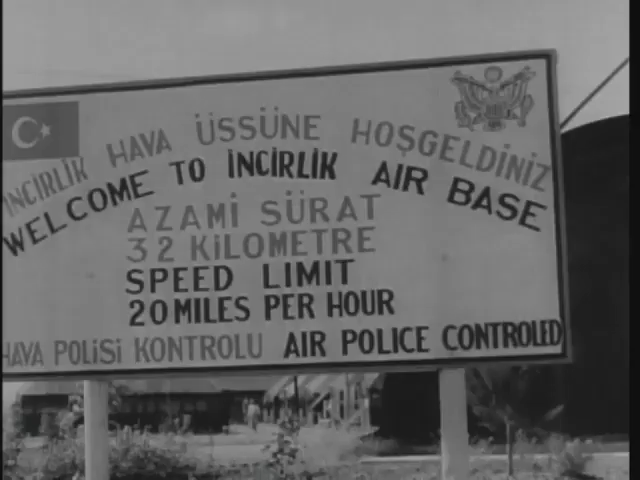 İNCİRLİK HAVA ÜSSÜNE HOŞGELDİNİZ
WELCOME TO İNCİRLİK AIR BASE
AZAMİ SÜRAT
32 KİLOMETRE
SPEED LIMIT
20 MILES PER HOUR
HAVA POLİSİ KONTROLU AIR POLICE CONTROLED